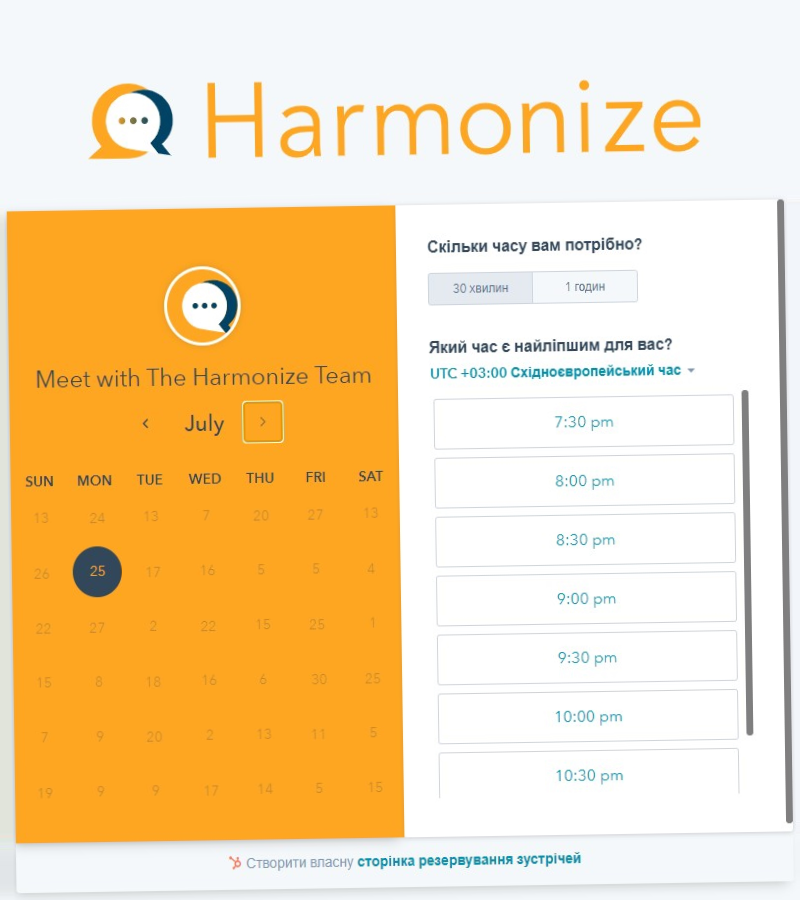 Harmonize
Meet with The Harmonize Team
July
SUN MON TUE WED THU FRI SAT
13 24 13 7 20 27 13
26 25 17 16 5 5 4
22 27 2 22 15 25 1
15 8 18 16 6 30 25
7 9 20 2 13 11 5
19 9 9 17 14 5 15
Скільки часу вам потрібно?
30 хвилин 1 годин
Який час є найліпшим для вас?
UTC +03:00 Східноєвропейський час
7:30 pm
8:00 pm
8:30 pm
9:00 pm
9:30 pm
10:00 pm
10:30 pm
Створити власну сторінка резервування зустрічей